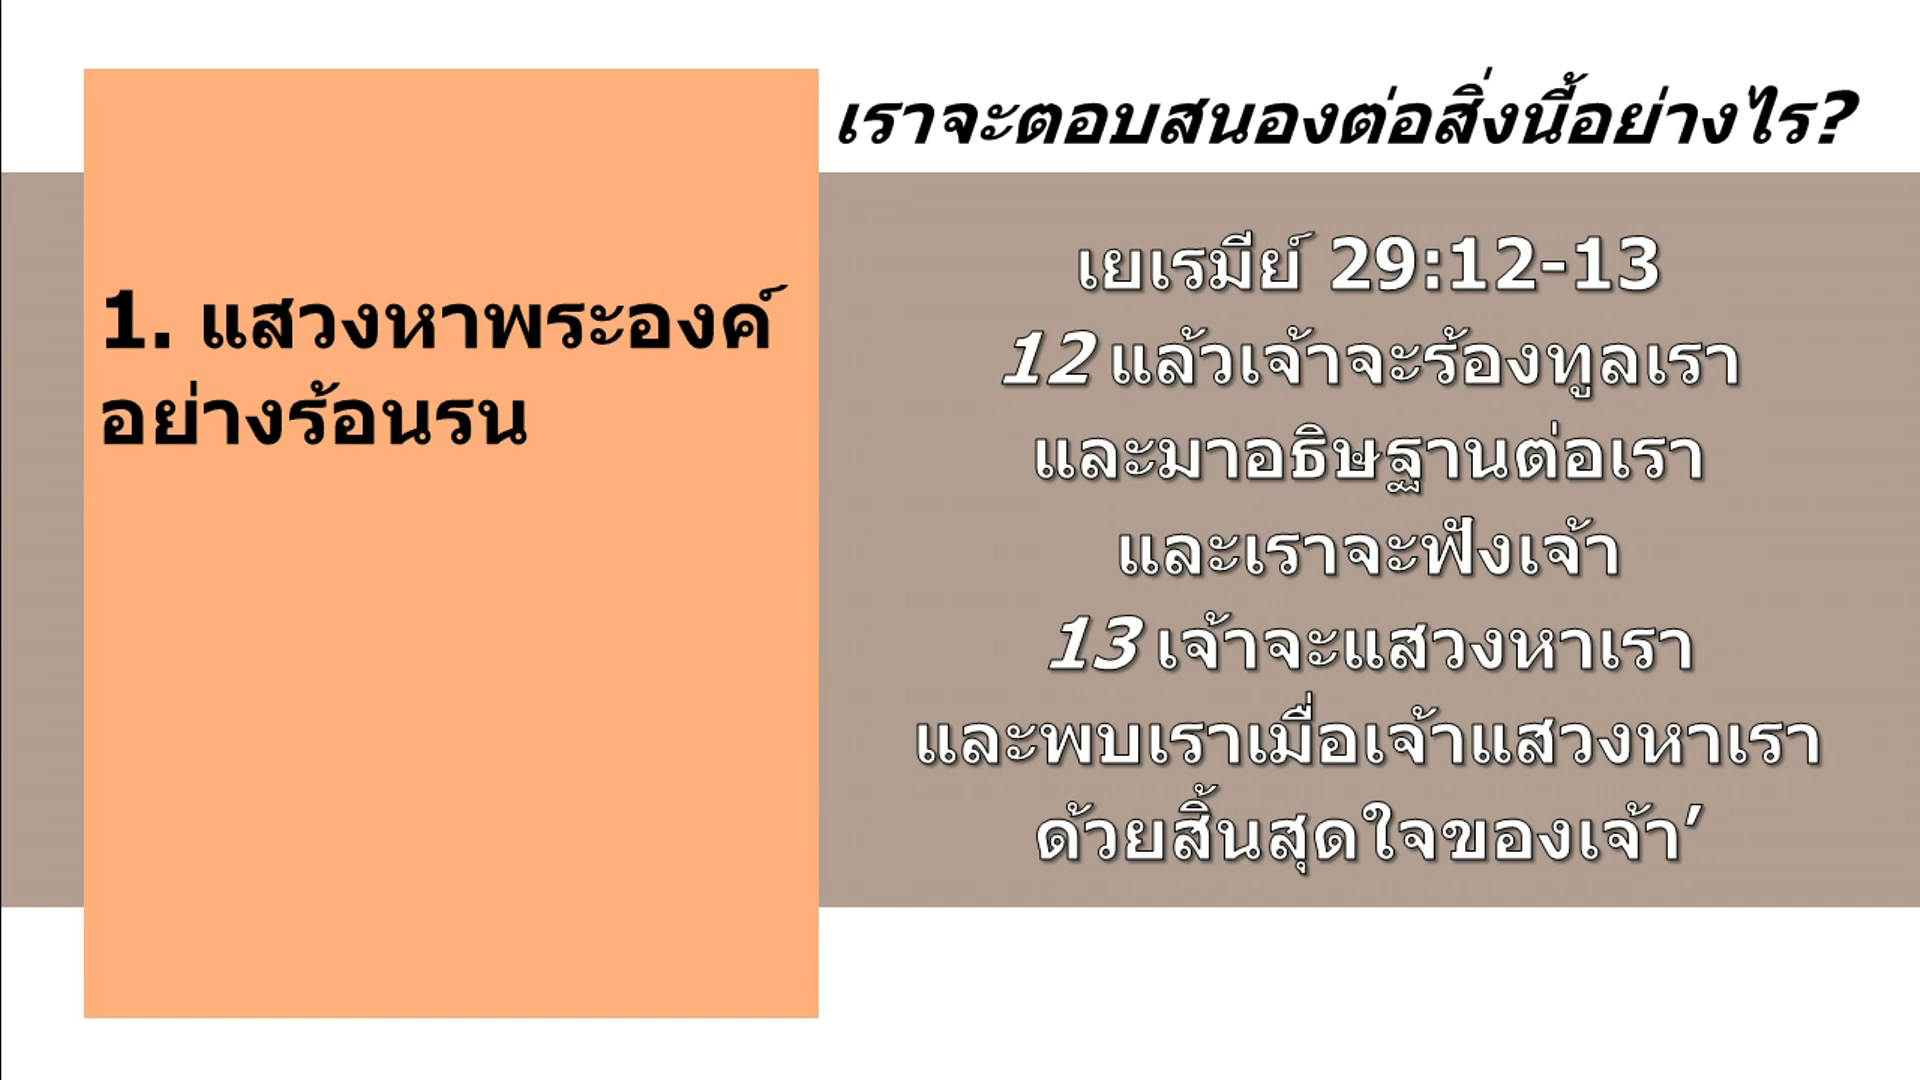 เราจะตอบสนองต่อสิ่งนี้อย่างไร?
1. แสวงหาพระองค์
อย่างร้อนรน
เยเรมีย์ 29:12-13
12 แล้วเจ้าจะร้องทูลเรา
และมาอธิษฐานต่อเรา
และเราจะฟังเจ้า
13 เจ้าจะแสวงหาเรา
และพบเราเมื่อเจ้าแสวงหาเรา
ด้วยสิ้นสุดใจของเจ้า’